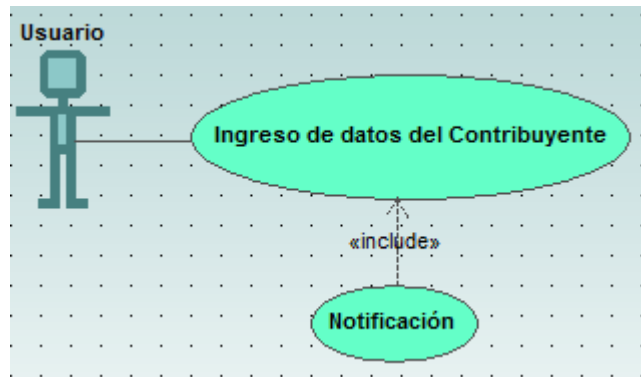 Usuario
Ingreso de datos del Contribuyente
«include»
Notificación